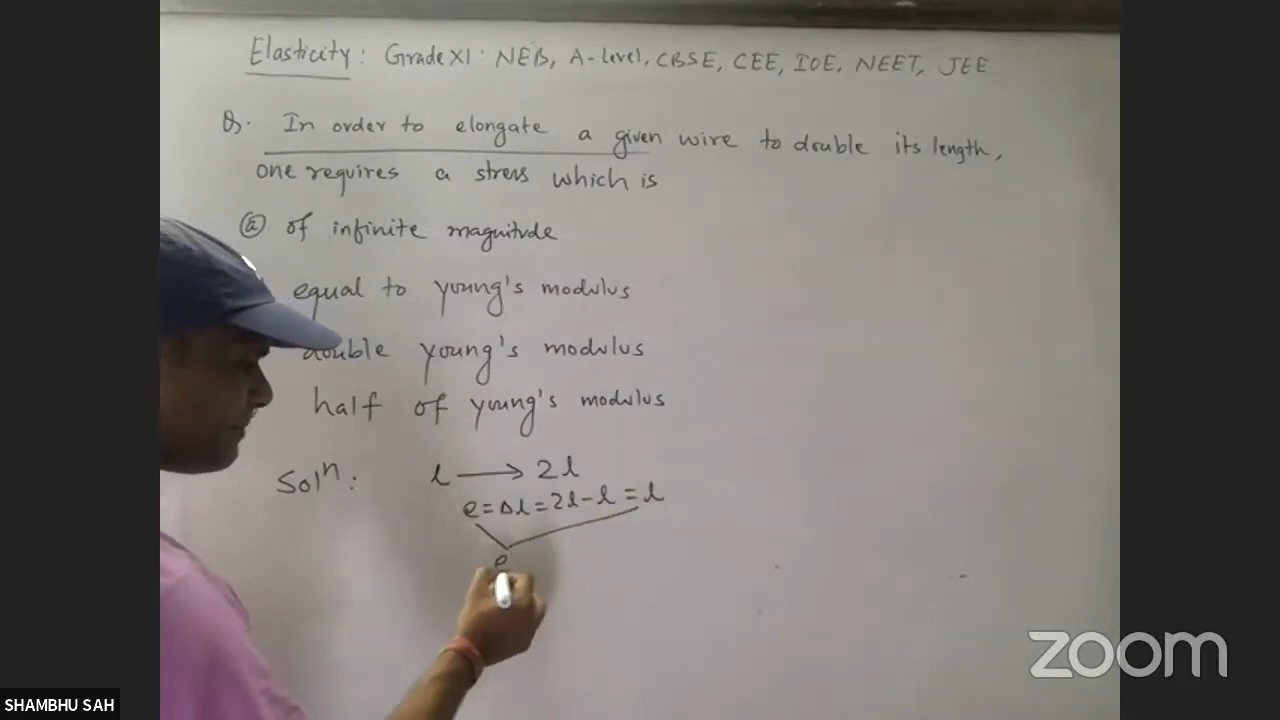 Elasticity: Grade XI: NEB, A-level, CBSE, CEE, IOE, NEET, JEE
Q. In order to elongate a given wire to double its length,
one requires a stress which is
(a) of infinite magnitude
equal to young's modulus
double young's modulus
half of young's modulus
Solⁿ: l → 2l
e = Δl = 2l - l = l
e
zoom
SHAMBHU SAH